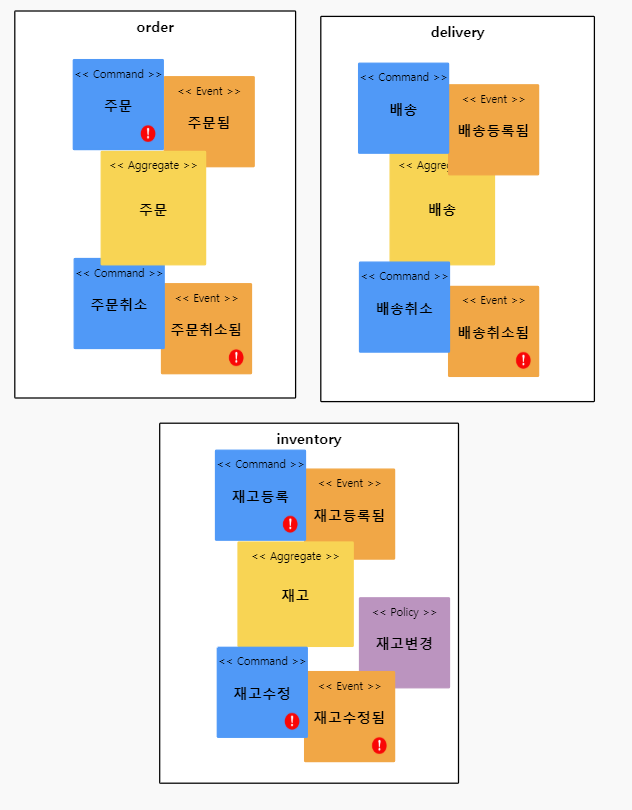 order
<< Command >>
주문
!
<< Event >>
주문됨
<< Aggregate >>
주문
<< Command >>
주문취소
<< Event >>
주문취소됨
!
delivery
<< Command >>
배송
<< Event >>
배송등록됨
<< Aggreg
배송
<< Command >>
배송취소
<< Event >>
배송취소됨
!
inventory
<< Command >>
재고등록
!
<< Event >>
재고등록됨
<< Aggregate >>
재고
<< Policy >>
재고변경
<< Command >>
재고수정
!
<< Event >>
재고수정됨
!